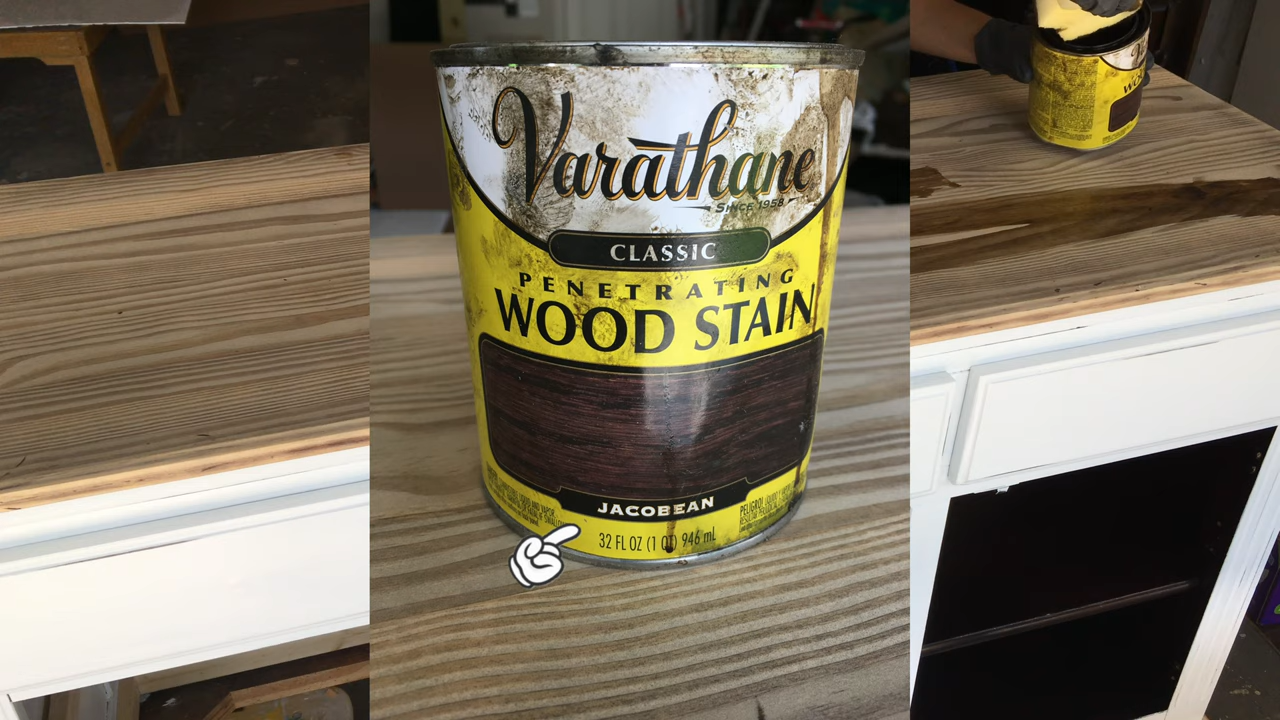 Varathane
SINCE 1958
CLASSIC
PENETRATING
WOOD STAIN
JACOBEAN
32 FL OZ (1 QT) 946 mL